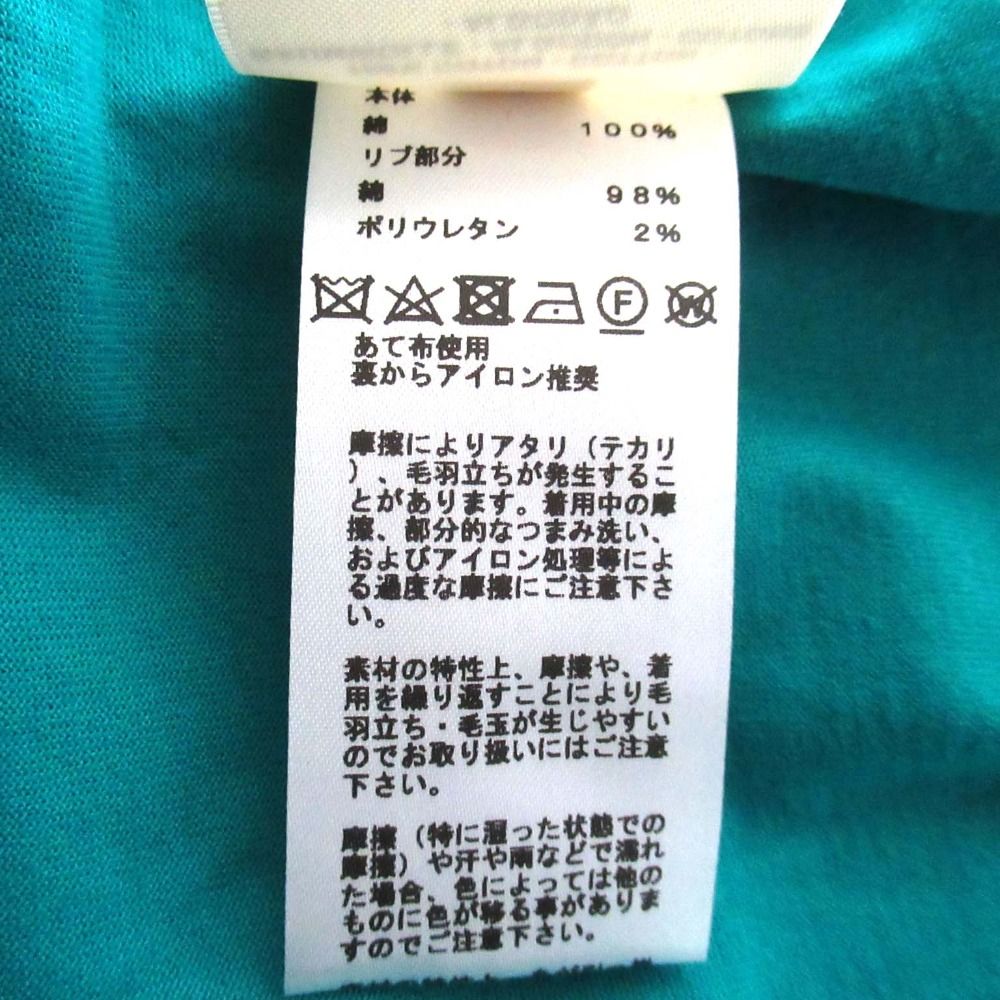 本体
綿 100%
リブ部分
綿 98%
ポリウレタン 2%
F W
あて布使用
裏からアイロン推奨
摩擦によりアタリ(テカリ
)、毛羽立ちが発生するこ
とがあります。着用中の摩
擦、部分的なつまみ洗い、
およびアイロン処理等によ
る過度な摩擦にご注意下さ
い。
素材の特性上、摩擦や、着
用を繰り返すことにより毛
羽立ち・毛玉が生じやすい
のでお取り扱いにはご注意
下さい。
摩擦(特に湿った状態での
摩擦)や汗や雨などで濡れ
た場合、色によっては他の
ものに色が移る事がありま
すのでご注意下さい。